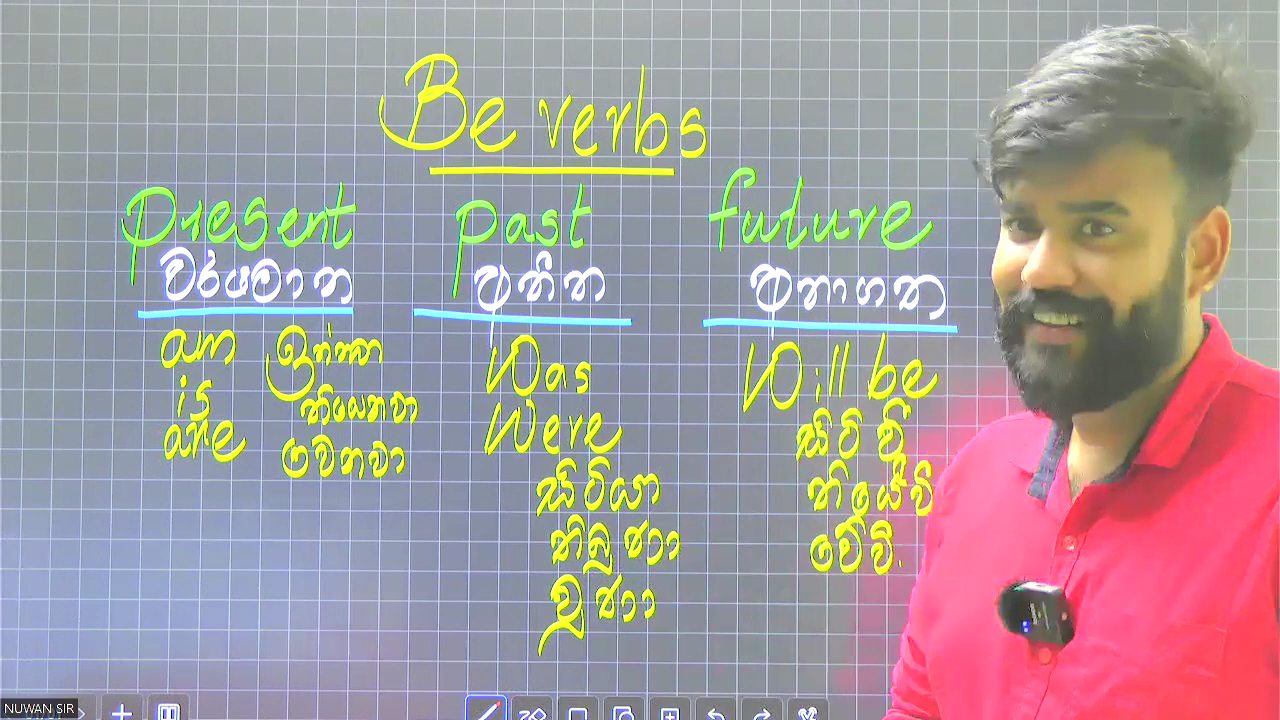 Be verbs
present past future
වර්තමාන අතීත අනාගත
am ඉන්නවා
is තියෙනවා
are වෙනවා
Was
Were
සිටියා
තිබුණා
වුණා
Will be
සිටීවි
තියේවි
වේවි.
NUWAN SIR